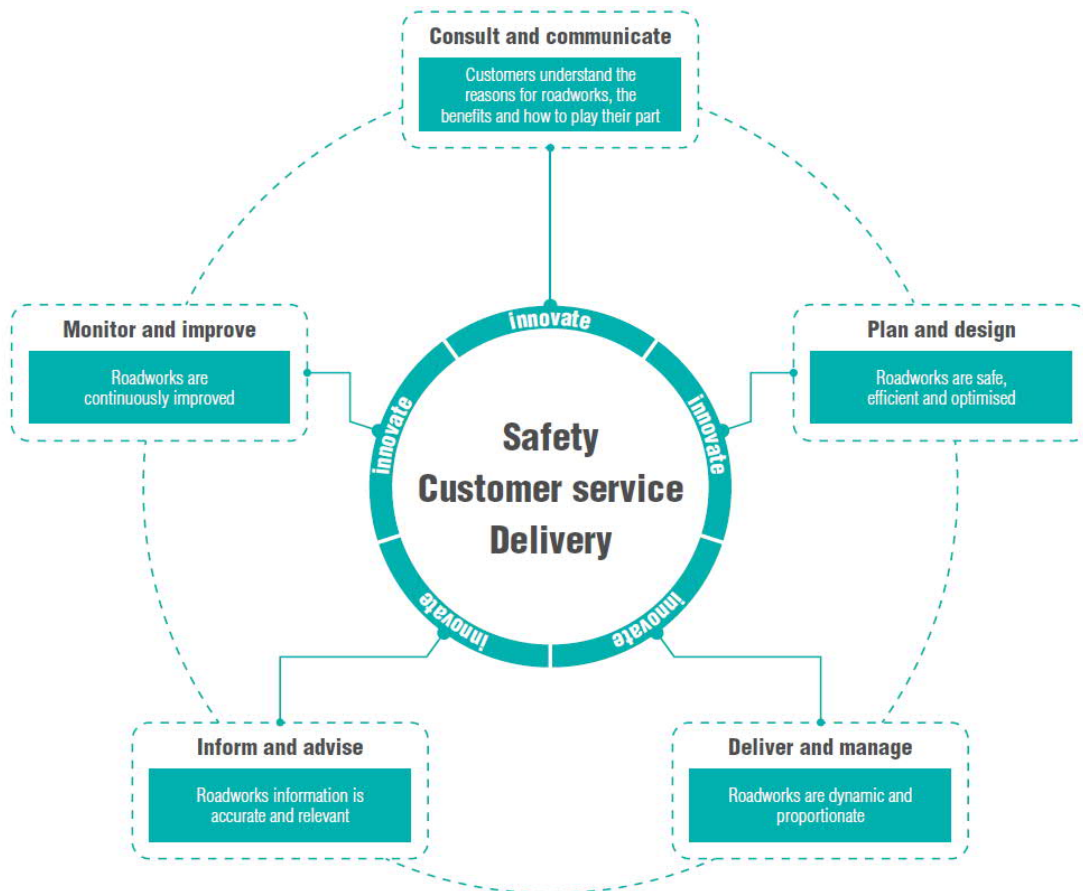 Consult and communicate
Customers understand the
reasons for roadworks, the
benefits and how to play their part
Monitor and improve
Roadworks are
continuously improved
Plan and design
Roadworks are safe,
efficient and optimised
innovate
innovate
innovate
innovate
innovate
Safety
Customer service
Delivery
Inform and advise
Roadworks information is
accurate and relevant
Deliver and manage
Roadworks are dynamic and
proportionate